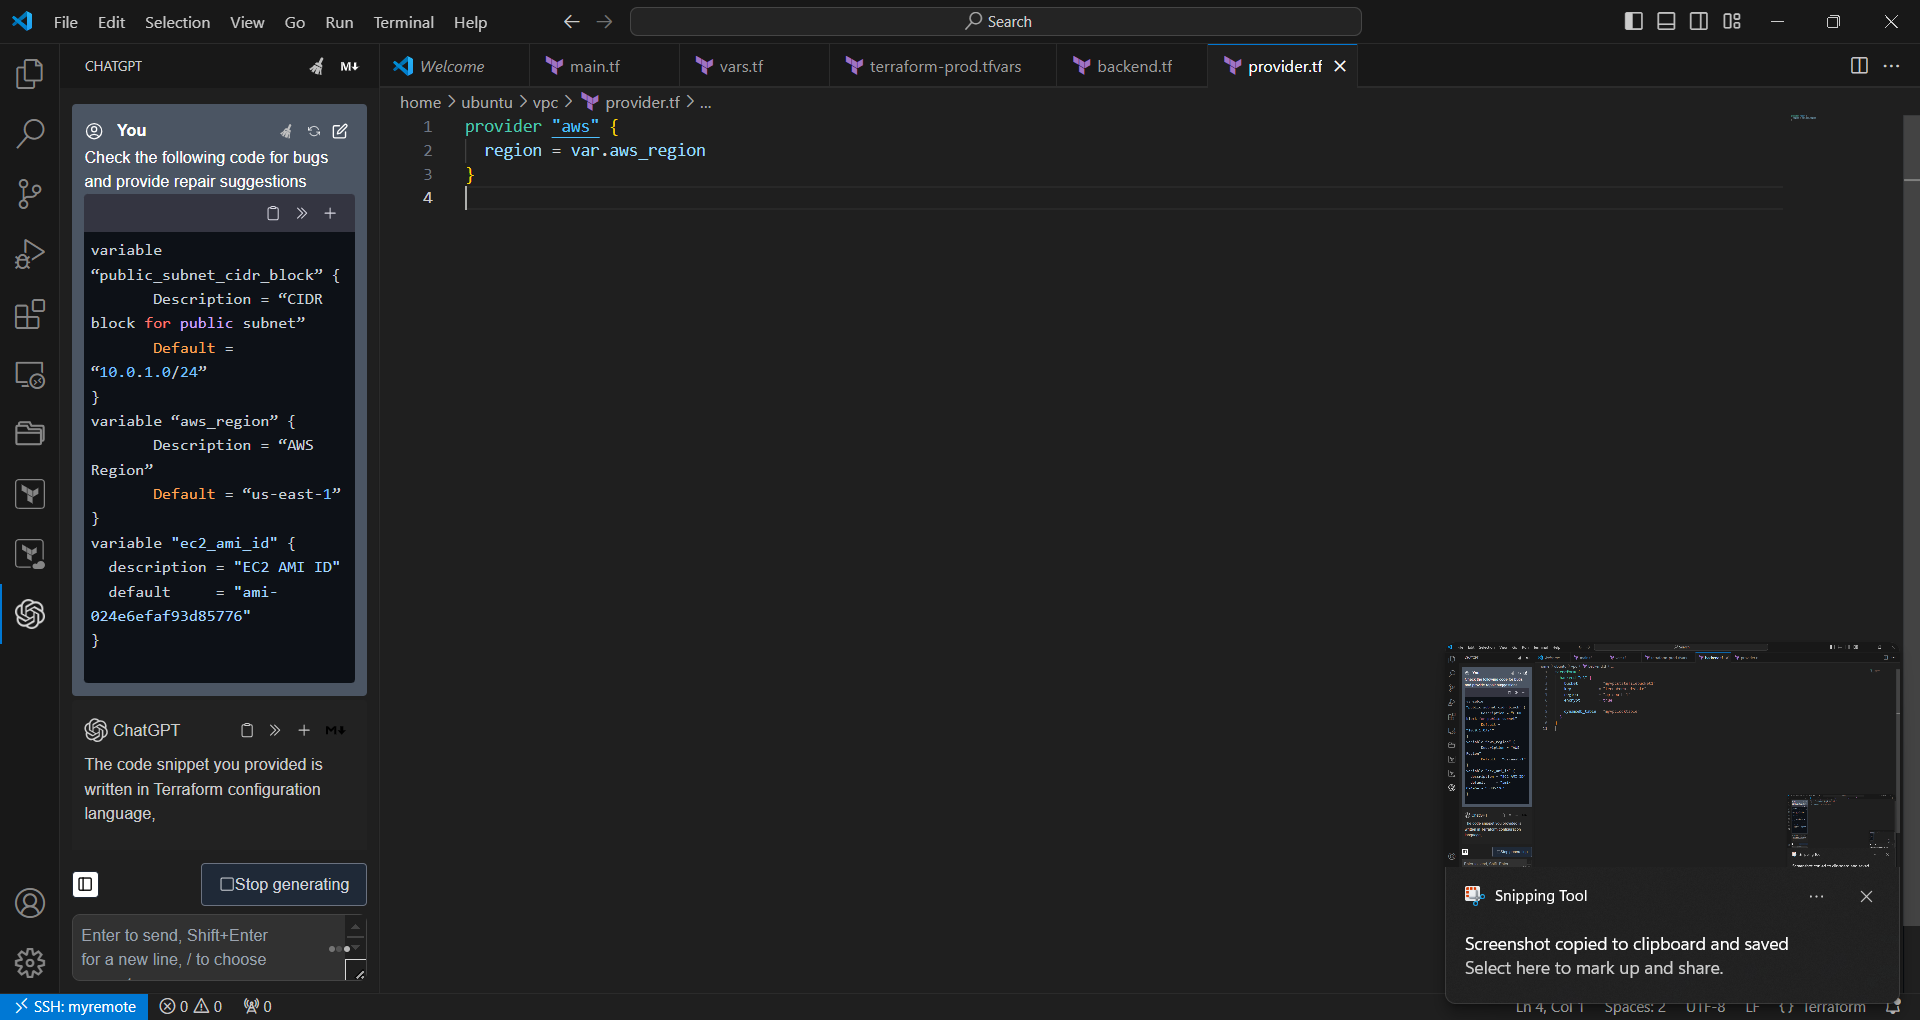 File Edit Selection View Go Run Terminal Help
Search
CHATGPT
Welcome main.tf vars.tf terraform-prod.tfvars backend.tf provider.tf
home > ubuntu > vpc > provider.tf > ...
1 provider "aws" {
2 region = var.aws_region
3 }
4
You
Check the following code for bugs
and provide repair suggestions
variable
“public_subnet_cidr_block” {
Description = “CIDR
block for public subnet”
Default =
“10.0.1.0/24”
}
variable “aws_region” {
Description = “AWS
Region”
Default = “us-east-1”
}
variable "ec2_ami_id" {
description = "EC2 AMI ID"
default = "ami-
024e6efaf93d85776"
}
ChatGPT
The code snippet you provided is
written in Terraform configuration
language,
Stop generating
Enter to send, Shift+Enter
for a new line, / to choose
Snipping Tool
Screenshot copied to clipboard and saved
Select here to mark up and share.
SSH: myremote 0 0 0
Ln 4, Col 1 Spaces: 2 UTF-8 LF {} Terraform